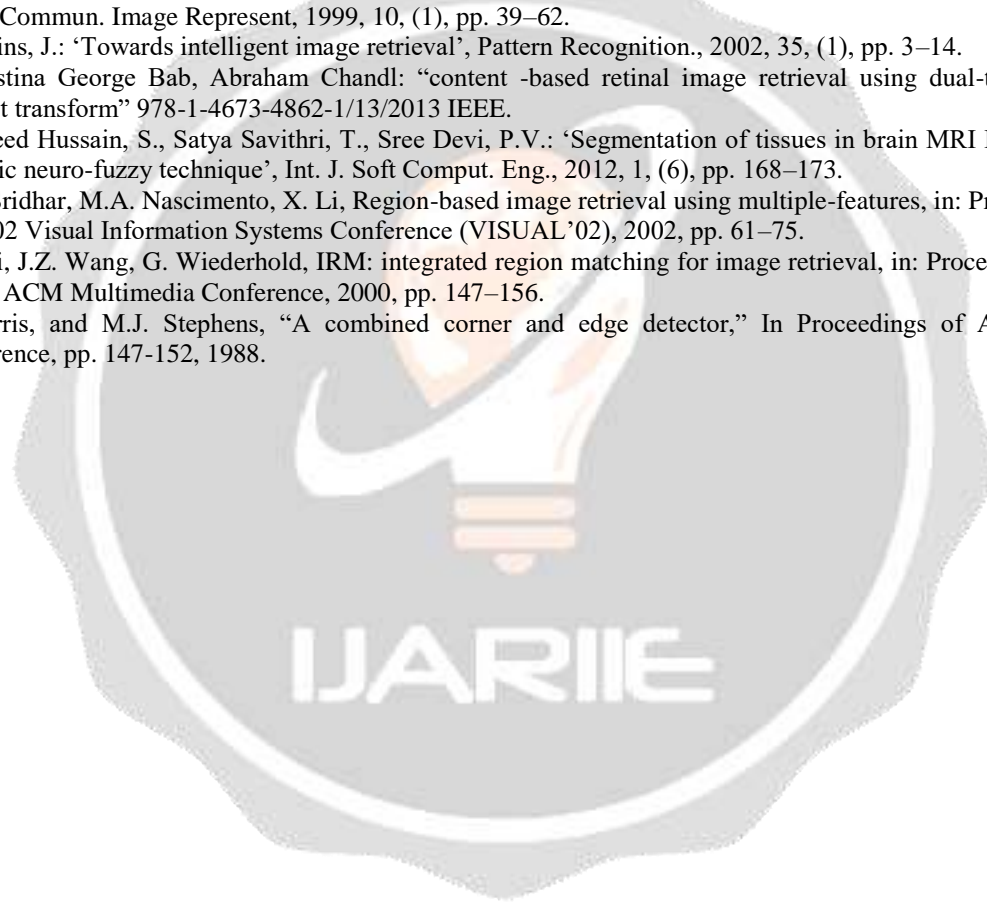 Commun. Image Represent, 1999, 10, (1), pp. 39–62.
ins, J.: ‘Towards intelligent image retrieval’, Pattern Recognition., 2002, 35, (1), pp. 3–14.
stina George Bab, Abraham Chandl: “content -based retinal image retrieval using dual-t
t transform” 978-1-4673-4862-1/13/2013 IEEE.
eed Hussain, S., Satya Savithri, T., Sree Devi, P.V.: ‘Segmentation of tissues in brain MRI
ic neuro-fuzzy technique’, Int. J. Soft Comput. Eng., 2012, 1, (6), pp. 168–173.
ridhar, M.A. Nascimento, X. Li, Region-based image retrieval using multiple-features, in: Pr
02 Visual Information Systems Conference (VISUAL’02), 2002, pp. 61–75.
i, J.Z. Wang, G. Wiederhold, IRM: integrated region matching for image retrieval, in: Proce
ACM Multimedia Conference, 2000, pp. 147–156.
rris, and M.J. Stephens, “A combined corner and edge detector,” In Proceedings of A
rence, pp. 147-152, 1988.
IJARIIE